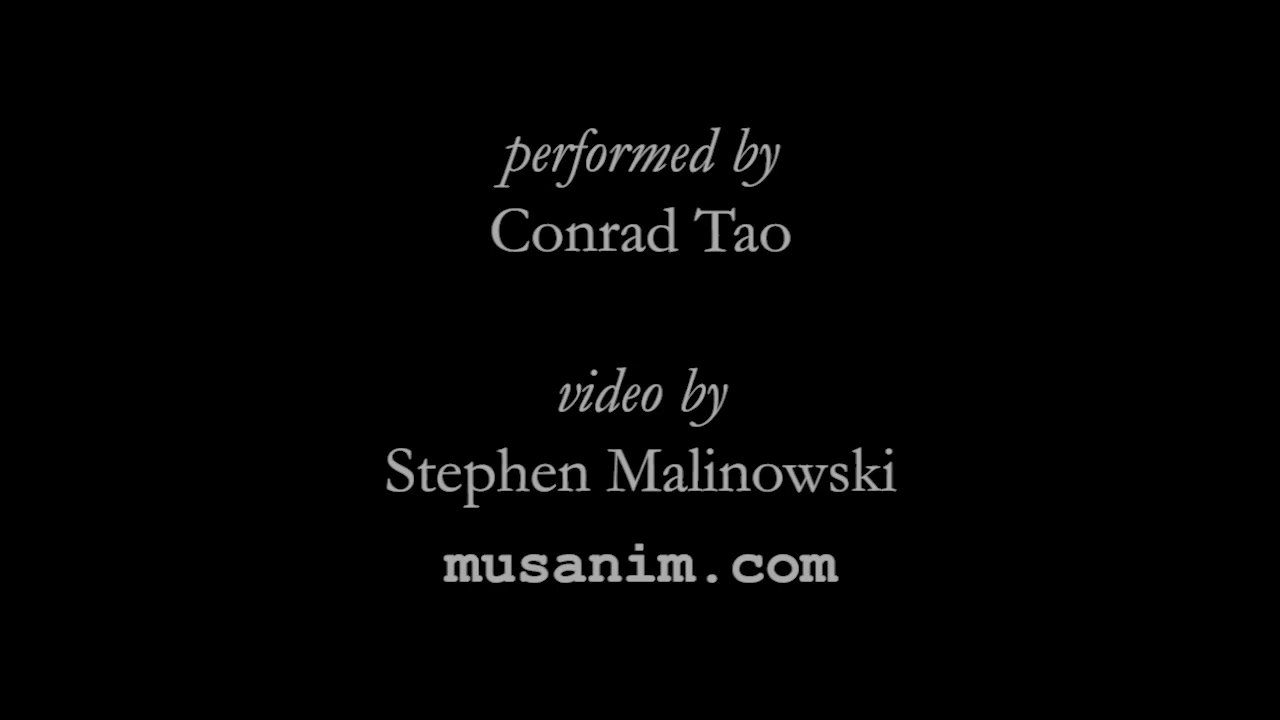 performed by
Conrad Tao
video by
Stephen Malinowski
musanim.com